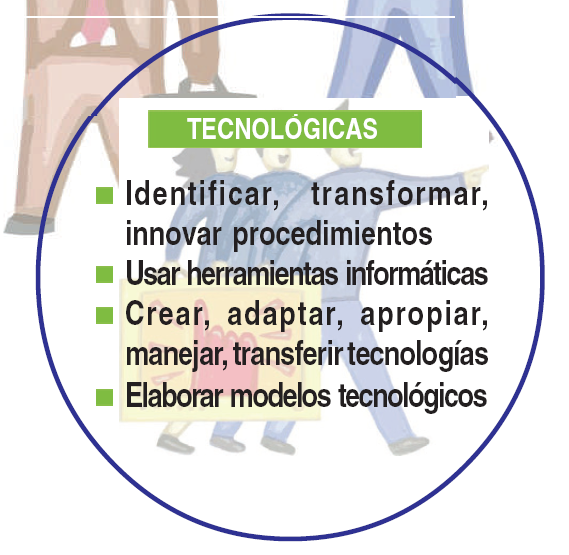 TECNOLÓGICAS
Identificar, transformar,
innovar procedimientos
Usar herramientas informáticas
Crear, adaptar, apropiar,
manejar, transferir tecnologías
Elaborar modelos tecnológicos